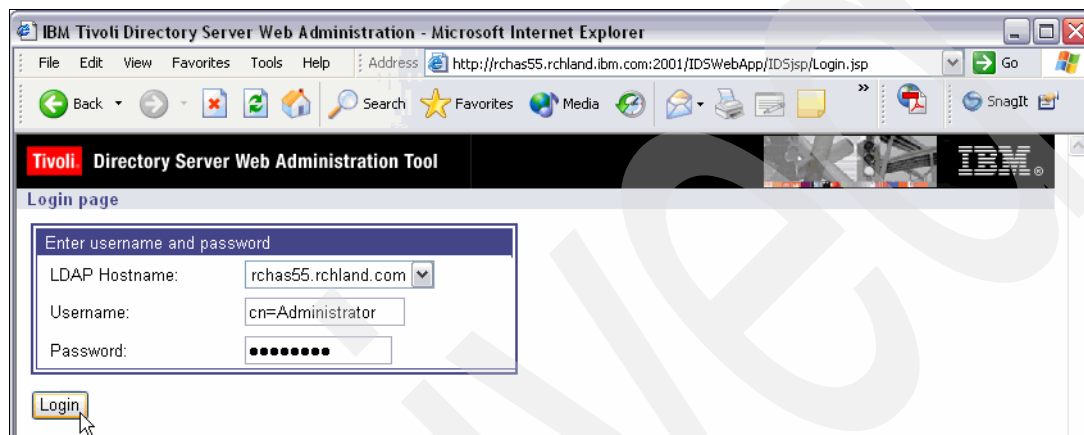 IBM Tivoli Directory Server Web Administration - Microsoft Internet Explorer
File Edit View Favorites Tools Help Address http://rchas55.rchland.ibm.com:2001/IDSWebApp/IDSjsp/Login.jsp Go
Back Search Favorites Media » SnagIt
Tivoli. Directory Server Web Administration Tool IBM®
Login page
Enter username and password
LDAP Hostname: rchas55.rchland.com
Username: cn=Administrator
Password: ●●●●●●●●
Login